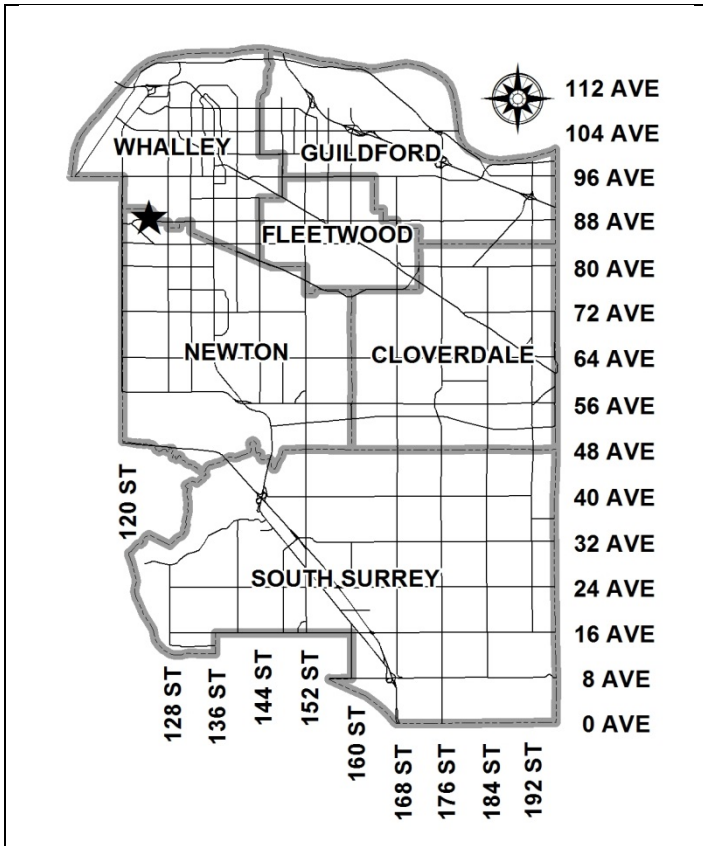 112 AVE
104 AVE
WHALLEY
GUILDFORD
96 AVE
88 AVE
FLEETWOOD
80 AVE
72 AVE
NEWTON
CLOVERDALE
64 AVE
56 AVE
48 AVE
120 ST
40 AVE
32 AVE
SOUTH SURREY
24 AVE
16 AVE
128 ST
136 ST
144 ST
152 ST
160 ST
8 AVE
0 AVE
168 ST
176 ST
184 ST
192 ST